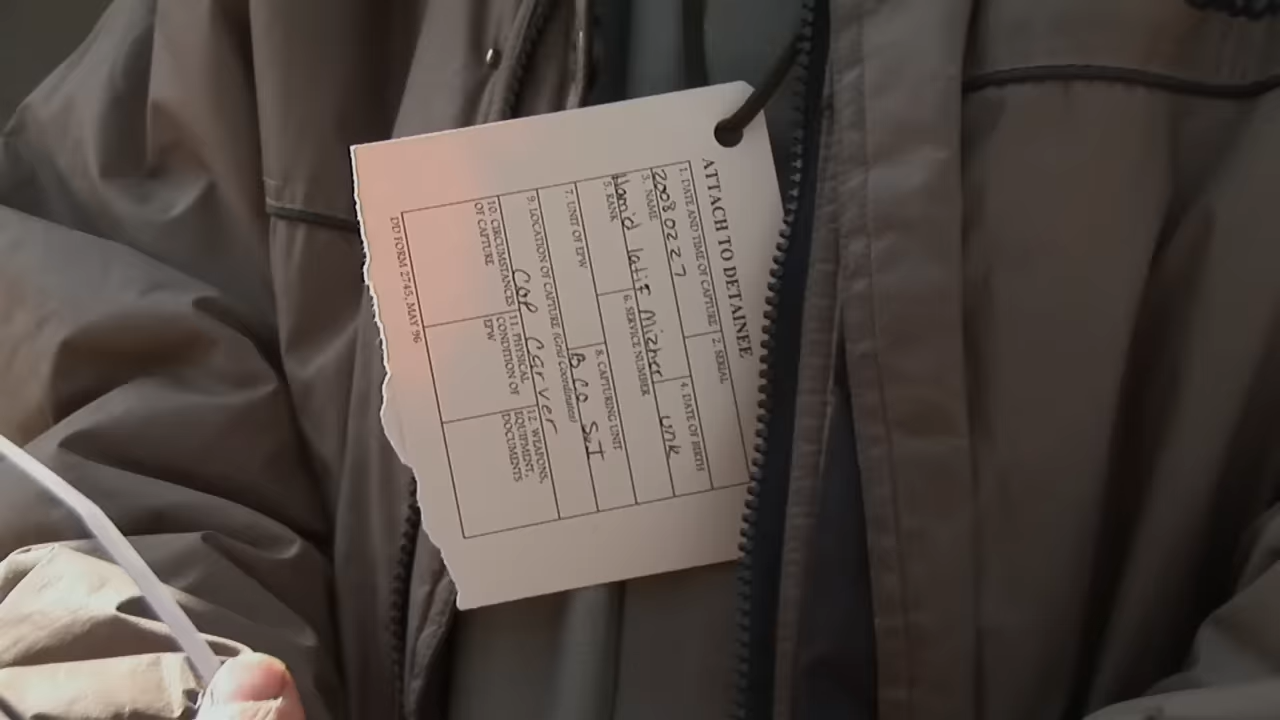 ATTACH TO DETAINEE
1. DATE AND TIME OF CAPTURE 2. SERIAL
20080227
3. NAME 4. DATE OF BIRTH
Hamid latif Mizher unk
5. RANK 6. SERVICE NUMBER
7. UNIT OF EPW 8. CAPTURING UNIT
B Co
9. LOCATION OF CAPTURE (Grid Coordinates)
COP Carver
10. CIRCUMSTANCES OF CAPTURE 11. PHYSICAL CONDITION OF EPW 12. WEAPONS, EQUIPMENT, DOCUMENTS
DD FORM 2745, MAY 96